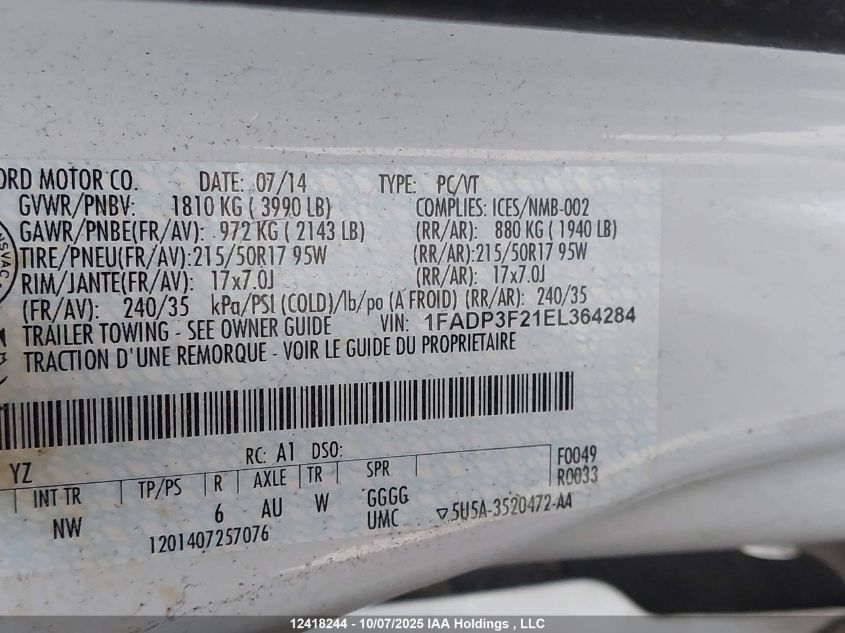 ORD MOTOR CO. DATE: 07/14 TYPE: PC/VT
GVWR/PNBV: 1810 KG ( 3990 LB) COMPLIES: ICES/NMB-002
GAWR/PNBE(FR/AV): 972 KG ( 2143 LB) (RR/AR): 880 KG ( 1940 LB)
TIRE/PNEU(FR/AV):215/50R17 95W (RR/AR):215/50R17 95W
RIM/JANTE(FR/AV): 17x7.0J (RR/AR): 17x7.0J
(FR/AV): 240/35 kPa/PSI (COLD)/lb/po (A FROID) (RR/AR): 240/35
TRAILER TOWING - SEE OWNER GUIDE VIN: 1FADP3F21EL364284
TRACTION D'UNE REMORQUE - VOIR LE GUIDE DU PROPRIETAIRE
NSVAC
RC: A1 DSO:
YZ
F0049
R0033
INT TR TP/PS R AXLE TR SPR
NW 6 AU W GGGG
UMC
5U5A-3520472-AA
1201407257076
12418244 - 10/07/2025 IAA Holdings , LLC